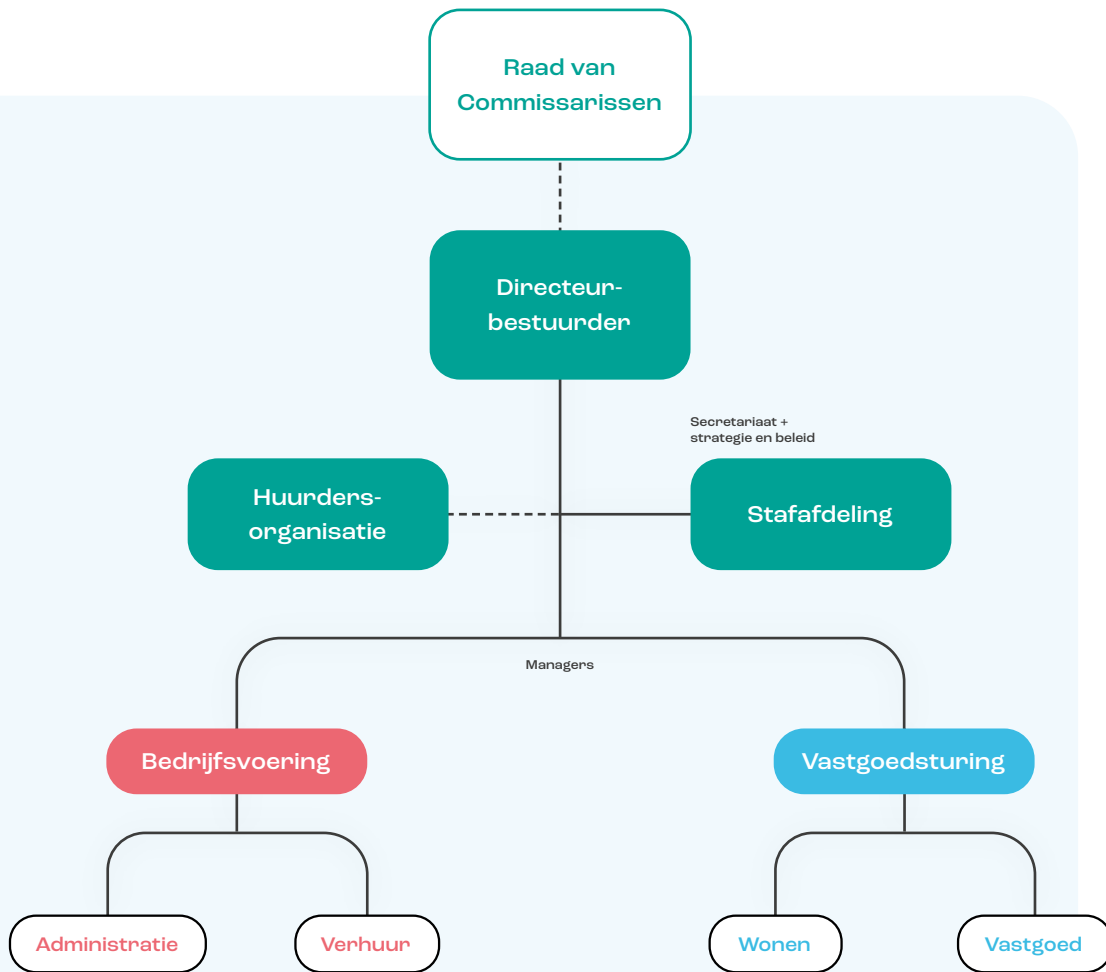 Raad van
Commissarissen
Directeur-
bestuurder
Secretariaat +
strategie en beleid
Huurders-
organisatie
Stafafdeling
Managers
Bedrijfsvoering
Vastgoedsturing
Administratie
Verhuur
Wonen
Vastgoed